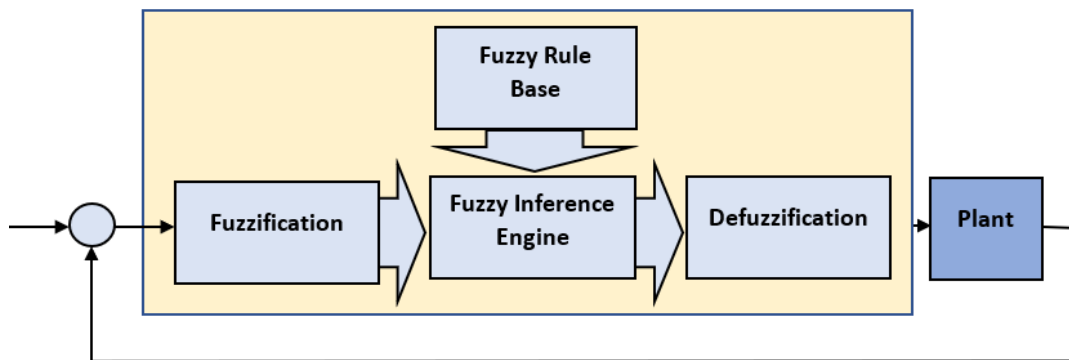 Fuzzy Rule
Base
Fuzzification
Fuzzy Inference
Engine
Defuzzification
Plant